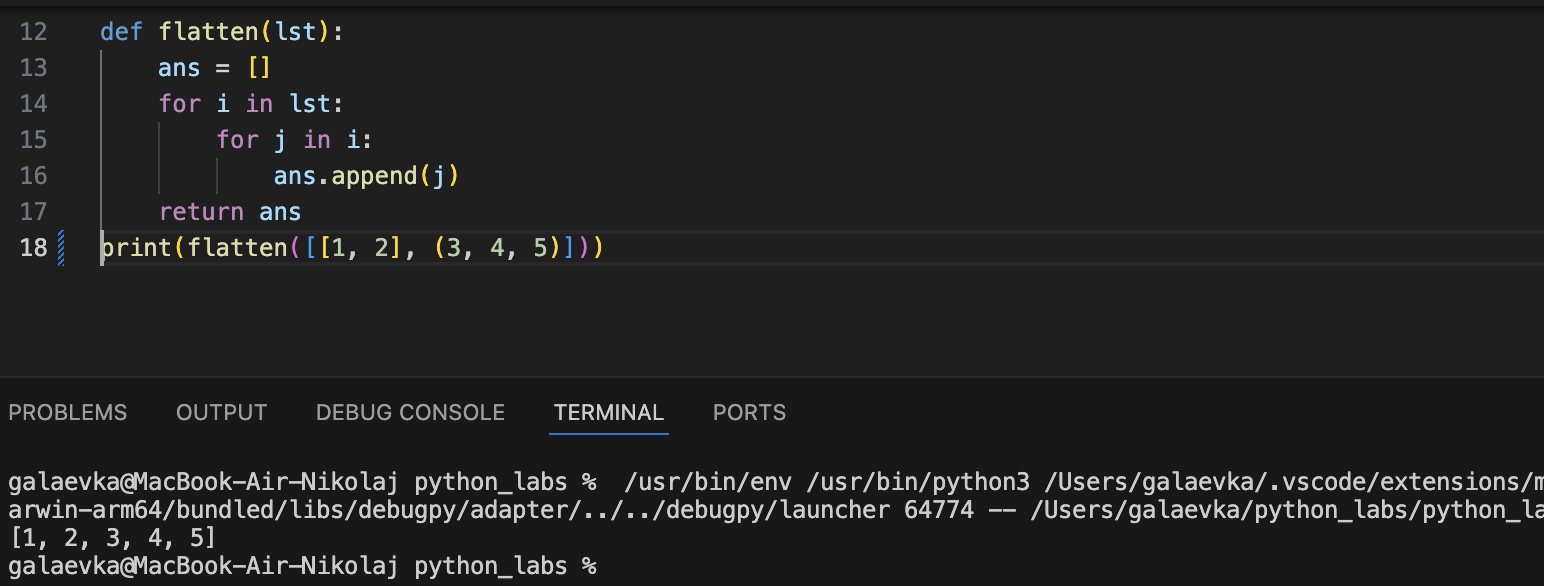 12 def flatten(lst):
13 ans = []
14 for i in lst:
15 for j in i:
16 ans.append(j)
17 return ans
18 print(flatten([[1, 2], (3, 4, 5)]))
PROBLEMS OUTPUT DEBUG CONSOLE TERMINAL PORTS
galaevka@MacBook-Air-Nikolaj python_labs % /usr/bin/env /usr/bin/python3 /Users/galaevka/.vscode/extensions/m
arwin-arm64/bundled/libs/debugpy/adapter/../../debugpy/launcher 64774 -- /Users/galaevka/python_labs/python_la
[1, 2, 3, 4, 5]
galaevka@MacBook-Air-Nikolaj python_labs %